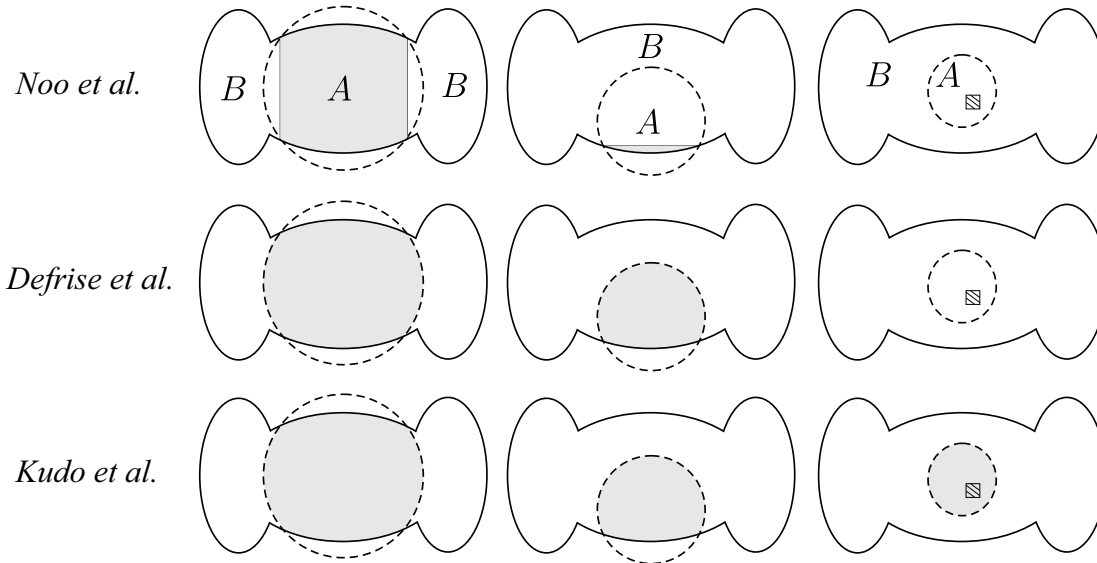 Noo et al.
B A B
B
A
B A
Defrise et al.
Kudo et al.